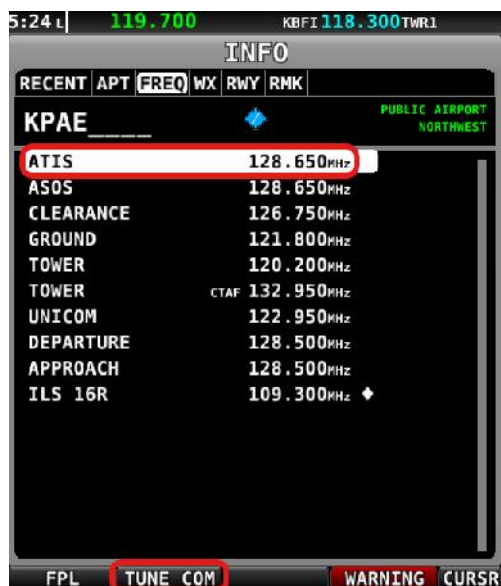 5:24 L 119.700 KBFI 118.300 TWR1
INFO
RECENT APT FREQ WX RWY RMK
KPAE____ PUBLIC AIRPORT
NORTHWEST
ATIS 128.650MHz
ASOS 128.650MHz
CLEARANCE 126.750MHz
GROUND 121.800MHz
TOWER 120.200MHz
TOWER CTAF 132.950MHz
UNICOM 122.950MHz
DEPARTURE 128.500MHz
APPROACH 128.500MHz
ILS 16R 109.300MHz
FPL TUNE COM WARNING CURSR